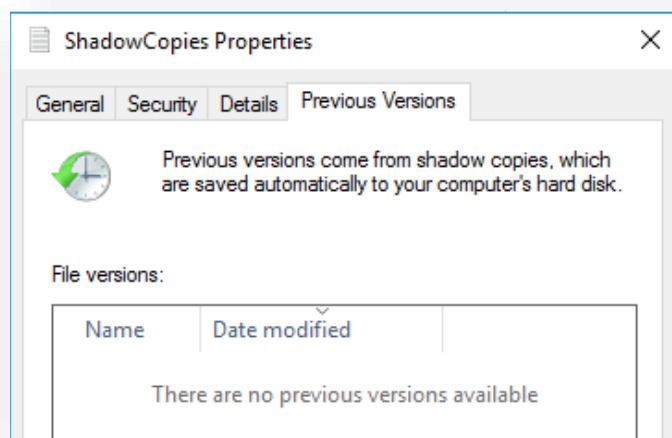 ShadowCopies Properties
General Security Details Previous Versions
Previous versions come from shadow copies, which
are saved automatically to your computer's hard disk.
File versions:
Name Date modified
There are no previous versions available